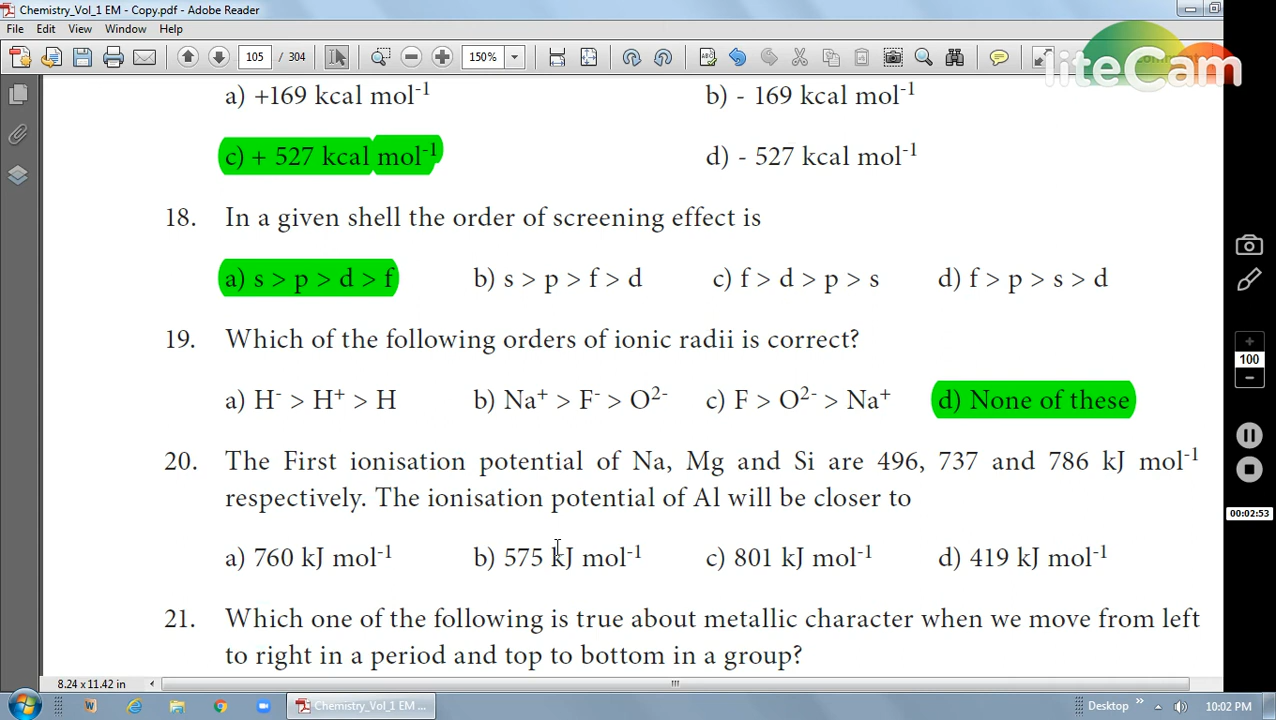 Chemistry_Vol_1 EM - Copy.pdf - Adobe Reader
File Edit View Window Help
105 / 304 150%
liteCam
a) +169 kcal mol⁻¹ b) - 169 kcal mol⁻¹
c) + 527 kcal mol⁻¹ d) - 527 kcal mol⁻¹
18. In a given shell the order of screening effect is
a) s > p > d > f b) s > p > f > d c) f > d > p > s d) f > p > s > d
19. Which of the following orders of ionic radii is correct?
a) H⁻ > H⁺ > H b) Na⁺ > F⁻ > O²⁻ c) F > O²⁻ > Na⁺ d) None of these
20. The First ionisation potential of Na, Mg and Si are 496, 737 and 786 kJ mol⁻¹
respectively. The ionisation potential of Al will be closer to
a) 760 kJ mol⁻¹ b) 575 kJ mol⁻¹ c) 801 kJ mol⁻¹ d) 419 kJ mol⁻¹
21. Which one of the following is true about metallic character when we move from left
to right in a period and top to bottom in a group?
100
00:02:53
8.24 x 11.42 in
Chemistry_Vol_1 EM ... Desktop 10:02 PM